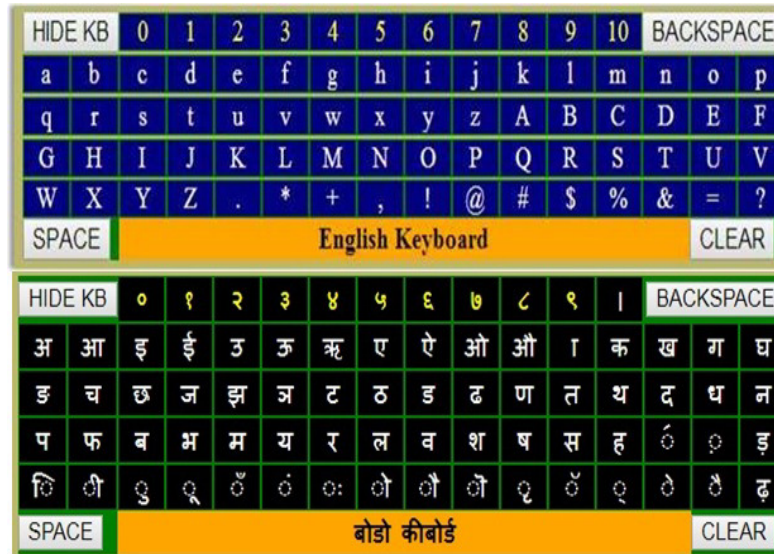 HIDE KB 0 1 2 3 4 5 6 7 8 9 10 BACKSPACE
a b c d e f g h i j k l m n o p
q r s t u v w x y z A B C D E F
G H I J K L M N O P Q R S T U V
W X Y Z . * + , ! @ # $ % & = ?
SPACE English Keyboard CLEAR
HIDE KB ० १ २ ३ ४ ५ ६ ७ ८ ९ | BACKSPACE
अ आ इ ई उ ऊ ऋ ए ऐ ओ औ ा क ख ग घ
ङ च छ ज झ ञ ट ठ ड ढ ण त थ द ध न
प फ ब भ म य र ल व श ष स ह ॔ ़ ड़
ि ी ु ू ँ ं ः ो ौ ॊ ृ ॅ ् े ै ढ़
SPACE बोडो कीबोर्ड CLEAR